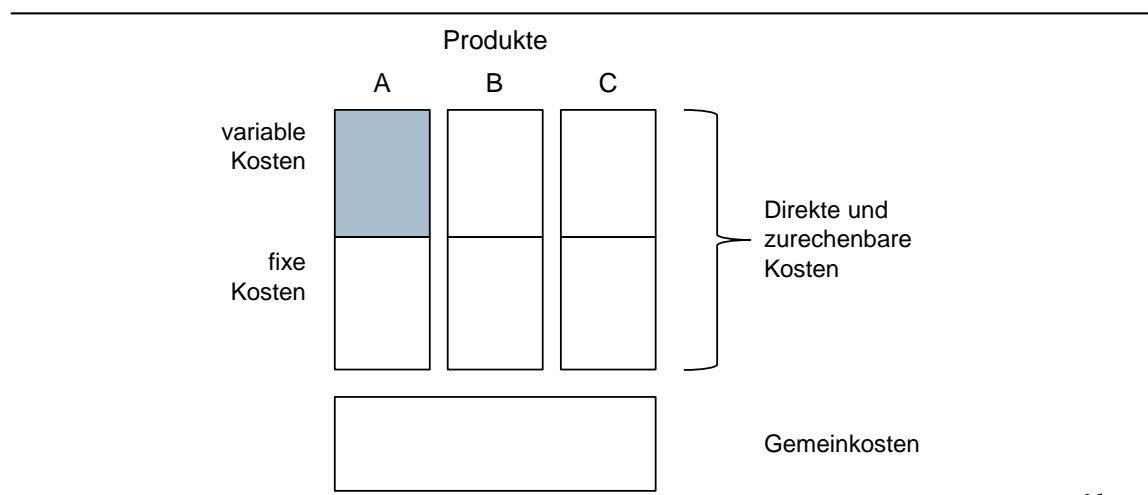 Produkte
A B C
variable
Kosten
fixe
Kosten
Direkte und
zurechenbare
Kosten
Gemeinkosten